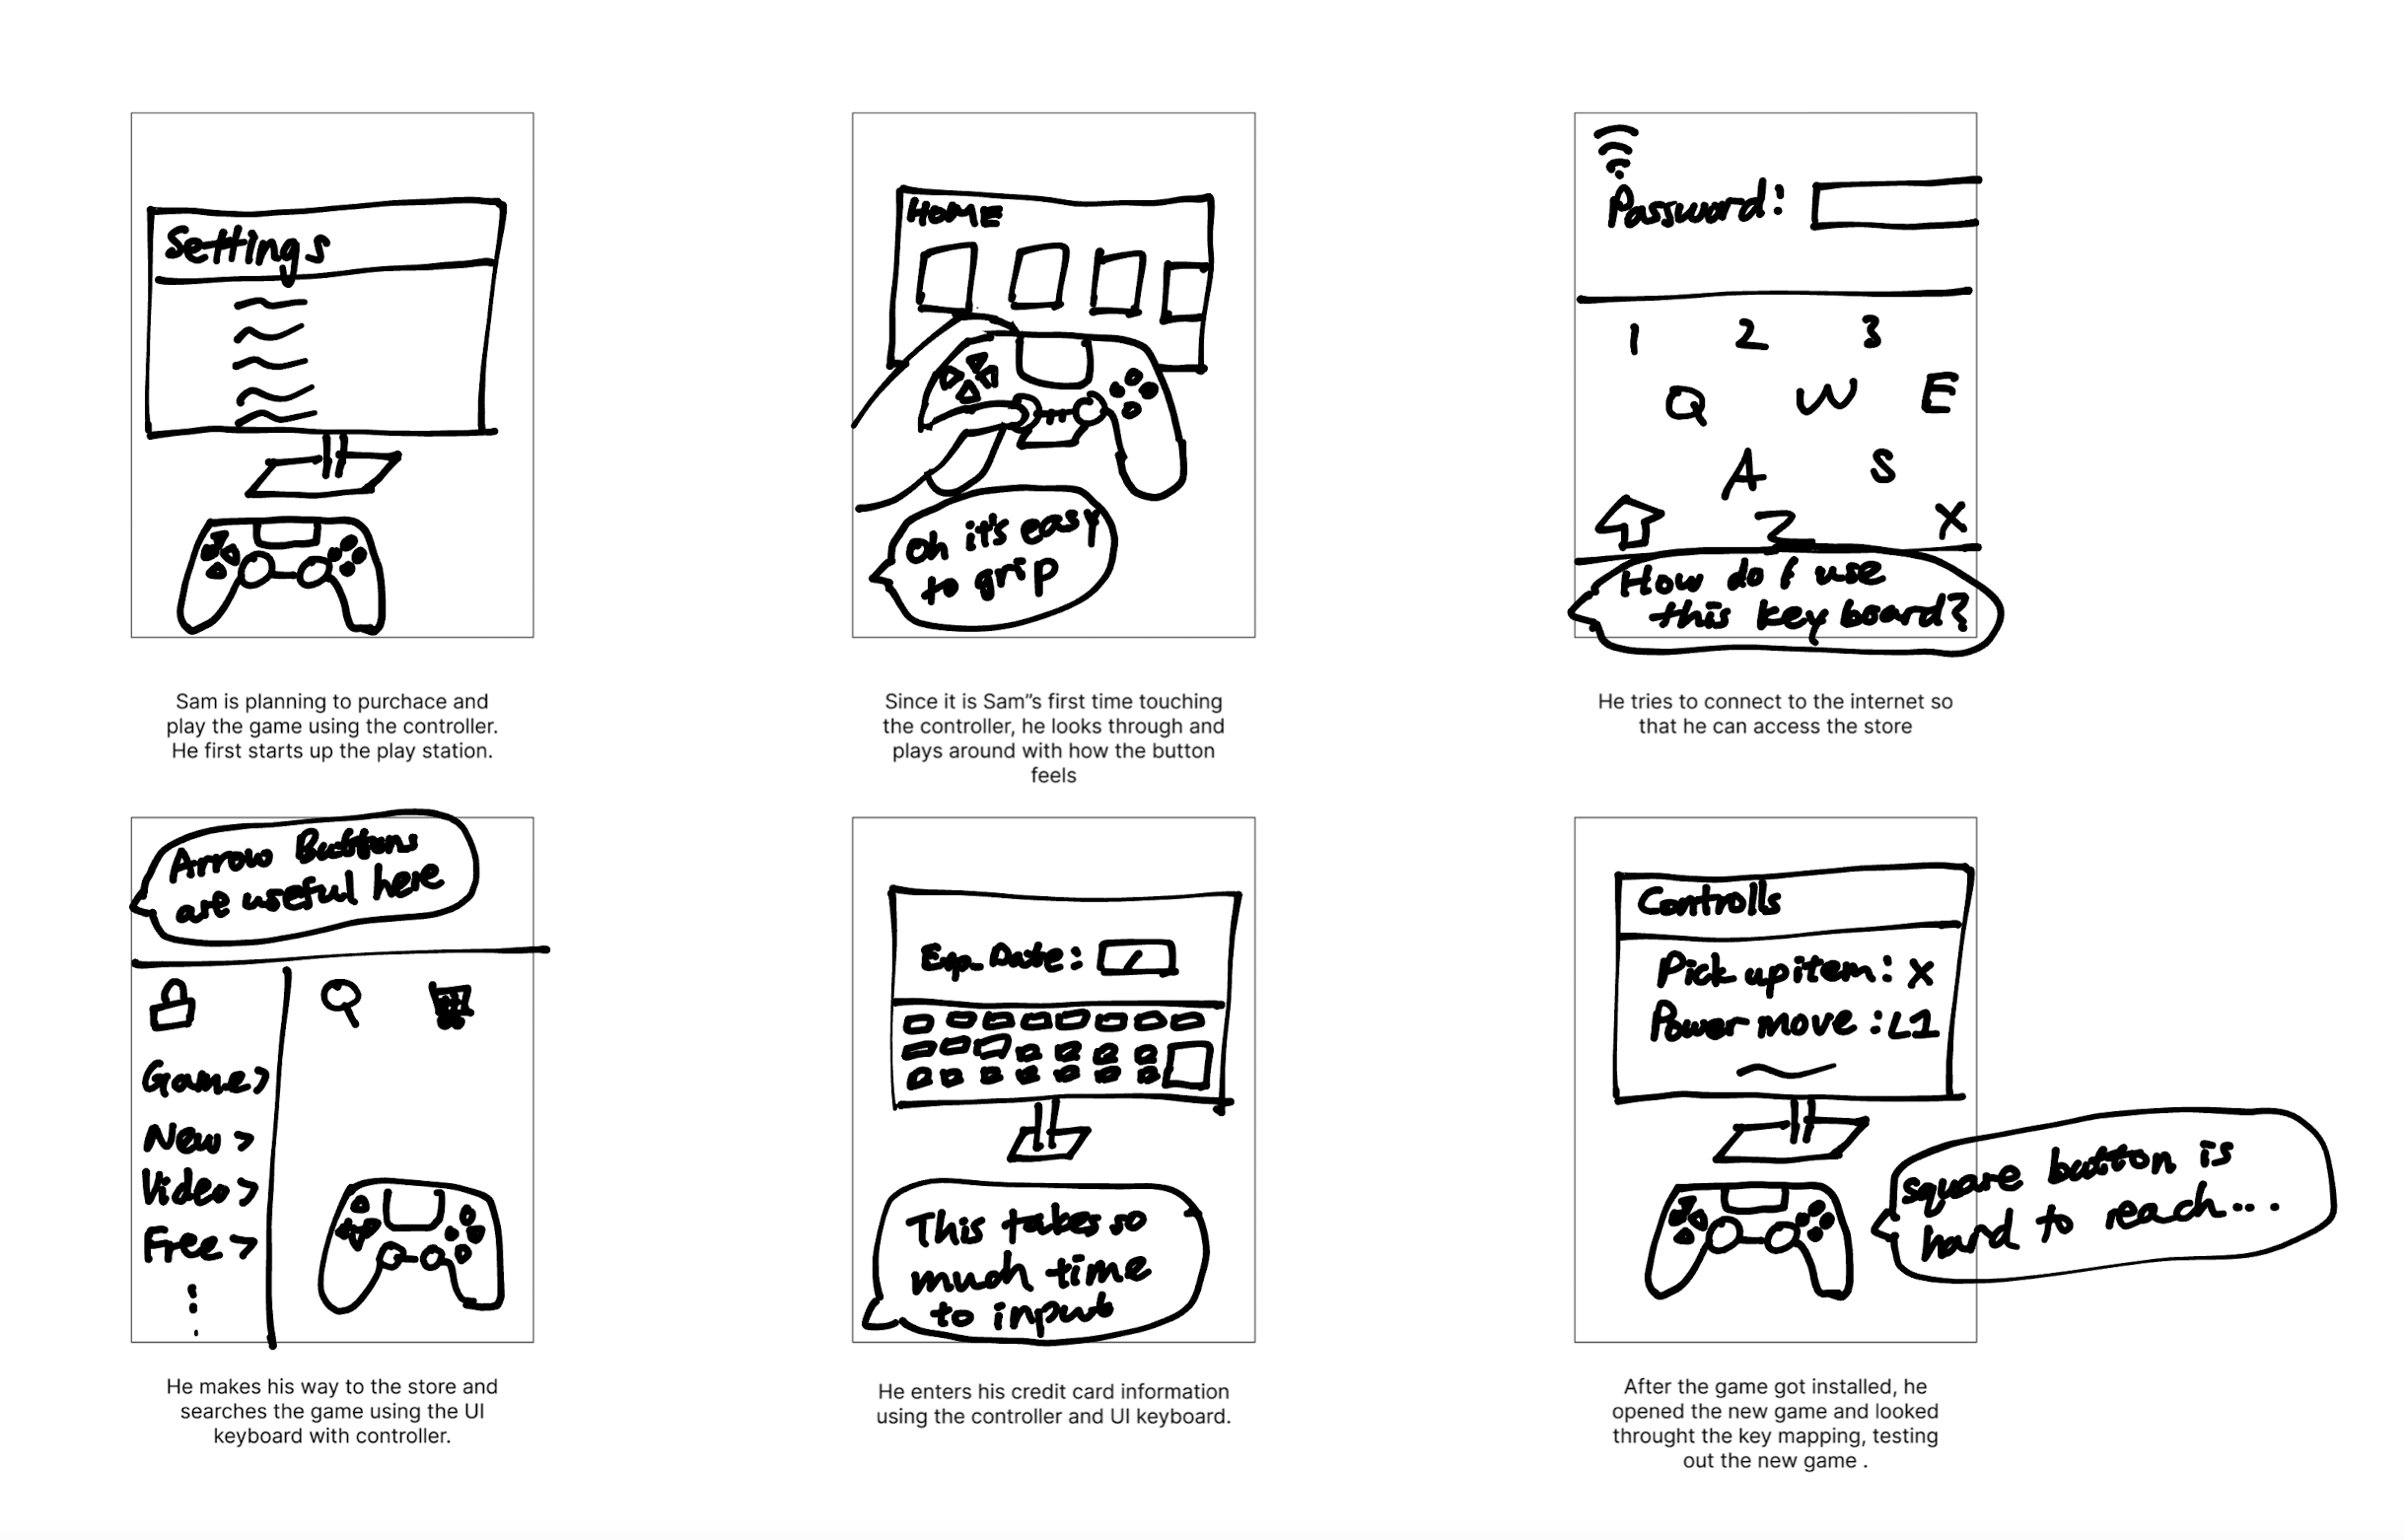 Settings
HOME
Oh it's easy
to grip
Password:
1 2 3
Q W E
A S
Z X
How do I use
this keyboard?
Sam is planning to purchace and
play the game using the controller.
He first starts up the play station.
Since it is Sam”s first time touching
the controller, he looks through and
plays around with how the button
feels
He tries to connect to the internet so
that he can access the store
Arrow Buttons
are useful here
Game>
New >
Video>
Free>
Exp. Date: /
This takes so
much time
to input
Controlls
Pick up item: X
Power move : L1
square button is
hard to reach...
He makes his way to the store and
searches the game using the UI
keyboard with controller.
He enters his credit card information
using the controller and UI keyboard.
After the game got installed, he
opened the new game and looked
throught the key mapping, testing
out the new game .